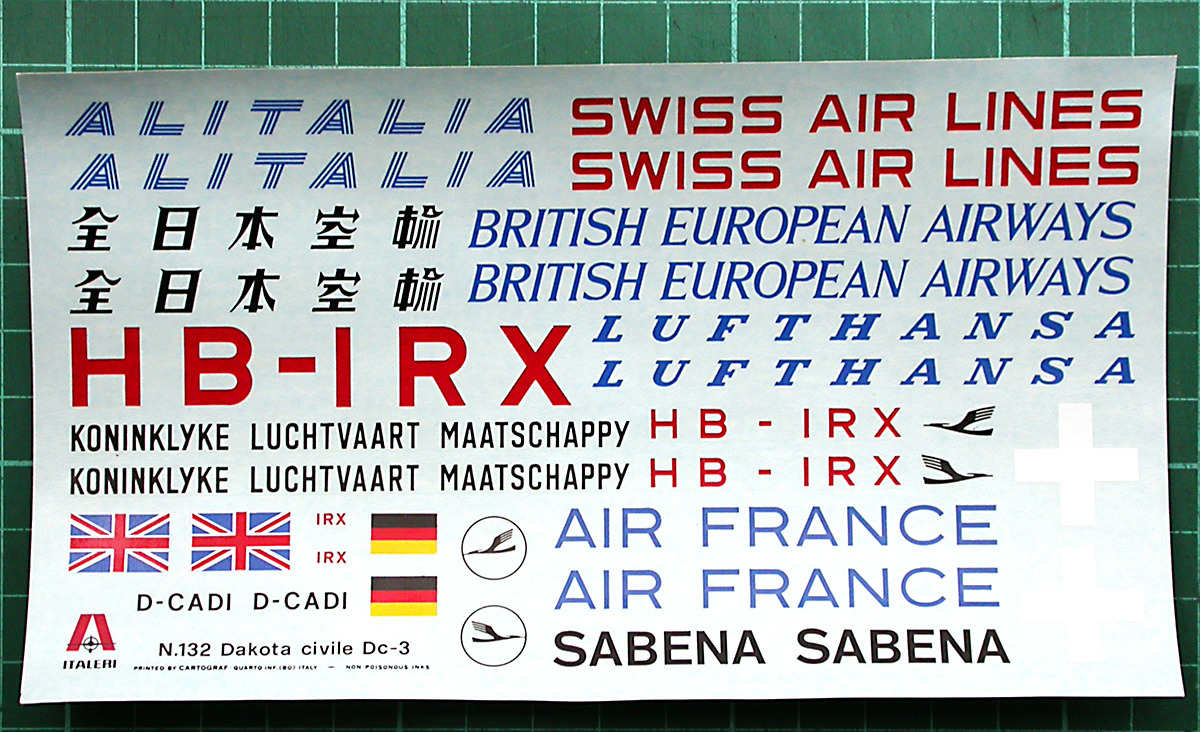 ALITALIA SWISS AIR LINES
ALITALIA SWISS AIR LINES
全日本空輸 BRITISH EUROPEAN AIRWAYS
全日本空輸 BRITISH EUROPEAN AIRWAYS
LUFTHANSA
HB-IRX
LUFTHANSA
KONINKLYKE LUCHTVAART MAATSCHAPPY HB-IRX
KONINKLYKE LUCHTVAART MAATSCHAPPY HB-IRX
IRX AIR FRANCE
IRX
D-CADI D-CADI AIR FRANCE
N.132 Dakota civile Dc-3 SABENA SABENA
ITALERI
PRINTED BY CARTOGRAF-QUARTO INF.(BO) ITALY - NON POISONOUS INKS